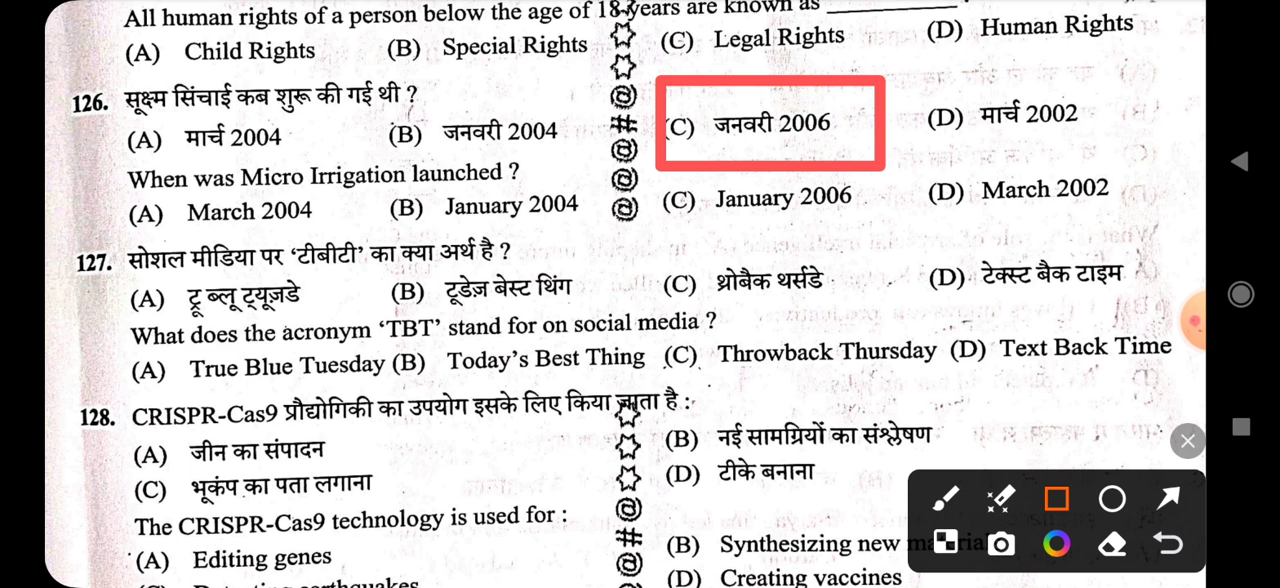 All human rights of a person below the age of 18 years are known as __________.
(A) Child Rights (B) Special Rights (C) Legal Rights (D) Human Rights
126. सूक्ष्म सिंचाई कब शुरू की गई थी ?
(A) मार्च 2004 (B) जनवरी 2004 (C) जनवरी 2006 (D) मार्च 2002
When was Micro Irrigation launched ?
(A) March 2004 (B) January 2004 (C) January 2006 (D) March 2002
127. सोशल मीडिया पर ‘टीबीटी’ का क्या अर्थ है ?
(A) ट्रू ब्लू ट्यूज़डे (B) टूडेज़ बेस्ट थिंग (C) थ्रोबैक थर्सडे (D) टेक्स्ट बैक टाइम
What does the acronym ‘TBT’ stand for on social media ?
(A) True Blue Tuesday (B) Today’s Best Thing (C) Throwback Thursday (D) Text Back Time
128. CRISPR-Cas9 प्रौद्योगिकी का उपयोग इसके लिए किया जाता है :
(A) जीन का संपादन (B) नई सामग्रियों का संश्लेषण
(C) भूकंप का पता लगाना (D) टीके बनाना
The CRISPR-Cas9 technology is used for :
(A) Editing genes (B) Synthesizing new
(D) Creating vaccines